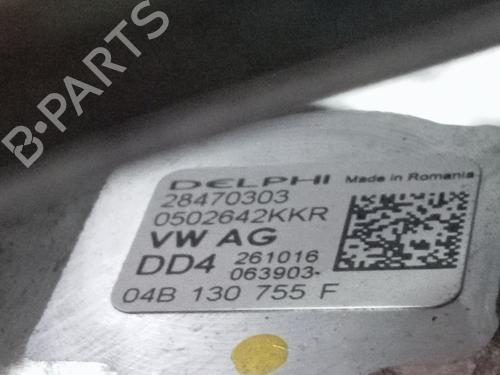 B-PARTS
DELPHI Made in Romania
28470303
0502642KKR
VW AG
DD4 261016
063903-
04B 130 755 F